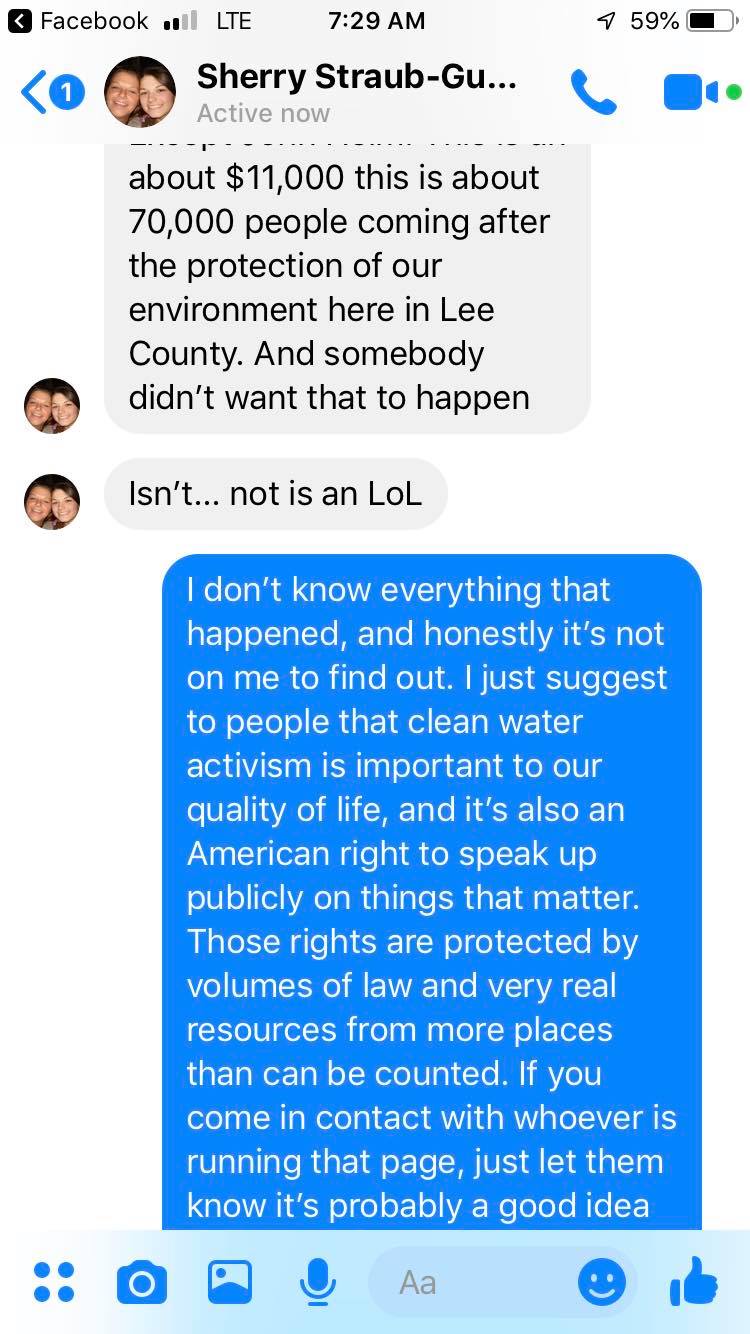 Facebook LTE 7:29 AM 59%
1
Sherry Straub-Gu...
Active now
about $11,000 this is about
70,000 people coming after
the protection of our
environment here in Lee
County. And somebody
didn’t want that to happen
Isn’t... not is an LoL
I don’t know everything that
happened, and honestly it’s not
on me to find out. I just suggest
to people that clean water
activism is important to our
quality of life, and it’s also an
American right to speak up
publicly on things that matter.
Those rights are protected by
volumes of law and very real
resources from more places
than can be counted. If you
come in contact with whoever is
running that page, just let them
know it’s probably a good idea
Aa